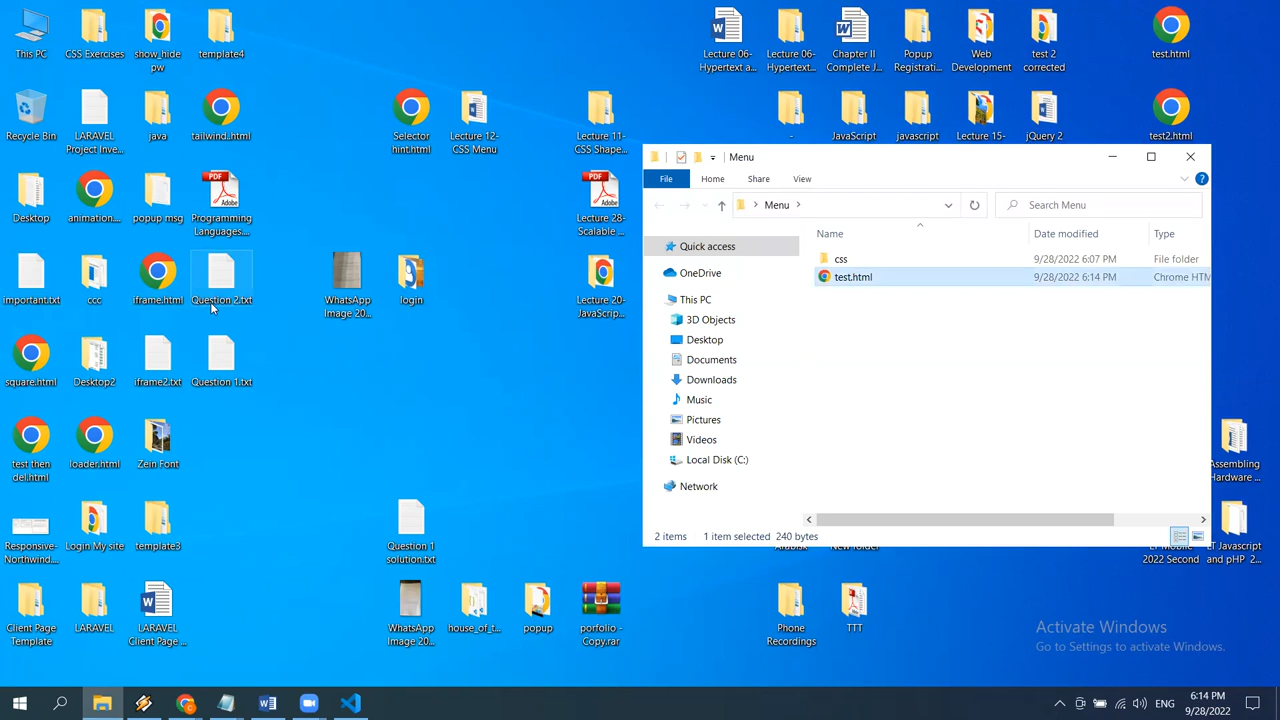 This PC
CSS Exercises
show_hide
pw
template4
Lecture 06-
Hypertext a...
Lecture 06-
Hypertext...
Chapter II
Complete J...
Popup
Registrati...
Web
Development
test 2
corrected
test.html
Recycle Bin
LARAVEL
Project Inve...
java
tailwind..html
Selector
hint.html
Lecture 12-
CSS Menu
Lecture 11-
CSS Shape...
-
JavaScript
javascript
Lecture 15-
jQuery 2
test2.html
Desktop
animation....
popup msg
Programming
Languages....
Lecture 28-
Scalable ...
important.txt
ccc
iframe.html
Question 2.txt
WhatsApp
Image 20...
login
Lecture 20-
JavaScrip...
square.html
Desktop2
iframe2.txt
Question 1.txt
test then
del.html
loader.html
Zein Font
Assembling
Hardware ...
Responsive-
Northwind...
Login My site
template3
Question 1
solution.txt
New folder
2022 Second
LT Javascript
and pHP 2...
Client Page
Template
LARAVEL
LARAVEL
Client Page ...
WhatsApp
Image 20...
house_of_t...
popup
porfolio -
Copy.rar
Phone
Recordings
TTT
Menu
File
Home
Share
View
Menu
Search Menu
Quick access
OneDrive
This PC
3D Objects
Desktop
Documents
Downloads
Music
Pictures
Videos
Local Disk (C:)
Network
Name
Date modified
Type
css
9/28/2022 6:07 PM
File folder
test.html
9/28/2022 6:14 PM
Chrome HTM
2 items
1 item selected
240 bytes
Activate Windows
Go to Settings to activate Windows.
ENG
6:14 PM
9/28/2022